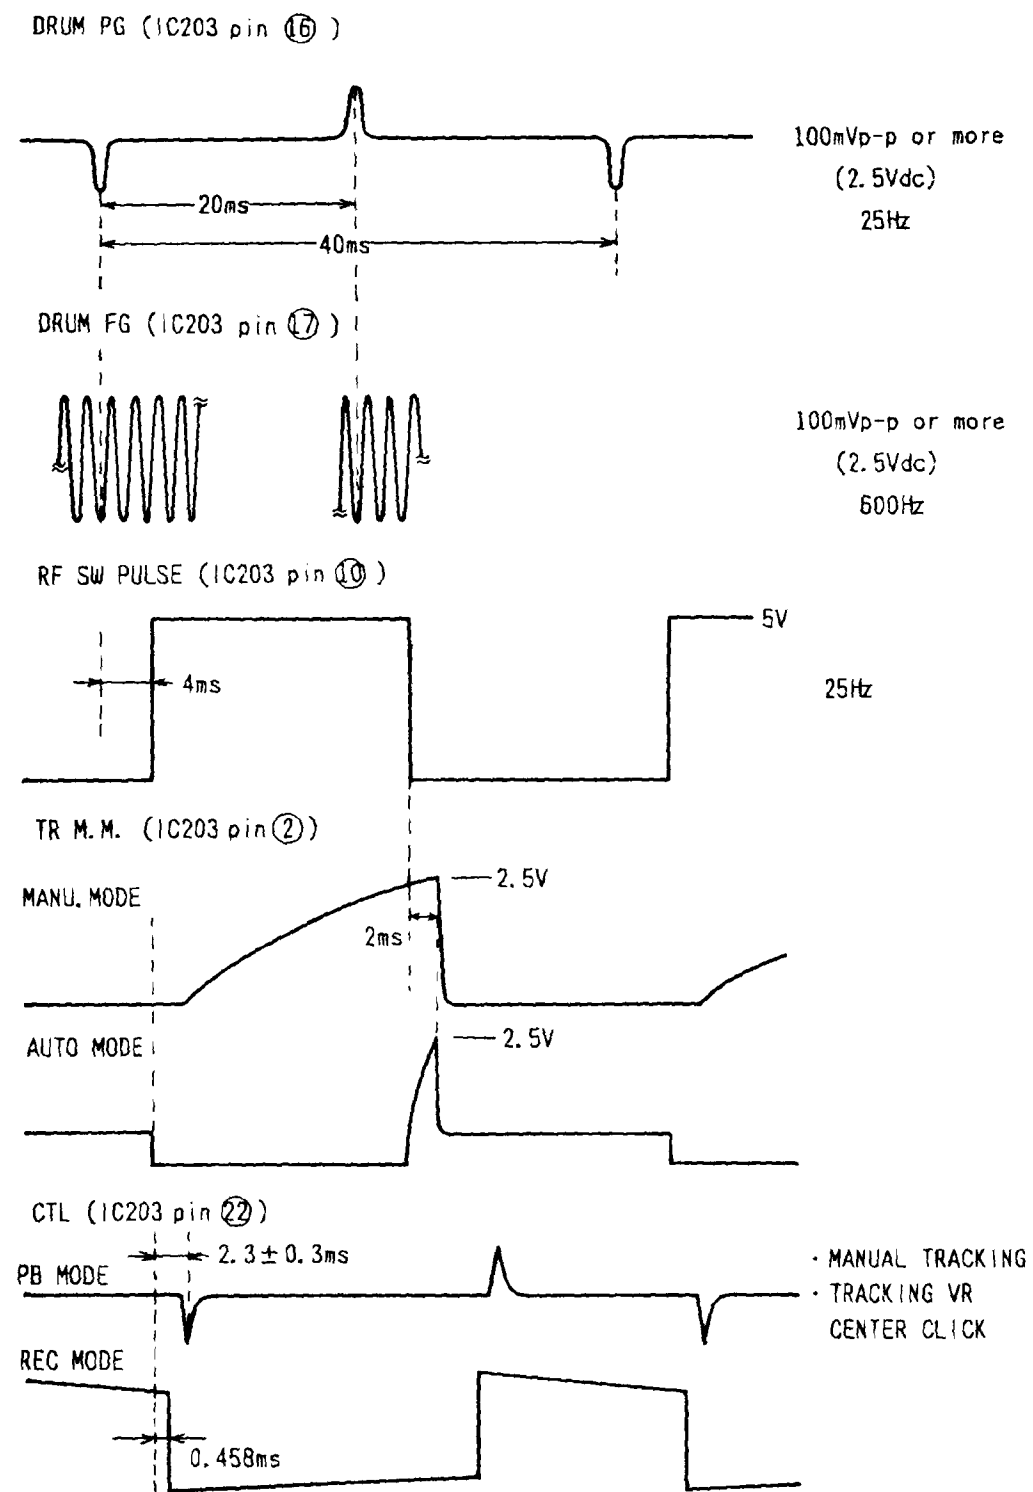 DRUM PG (IC203 pin ⑯ )
100mVp-p or more
(2.5Vdc)
25Hz
20ms
40ms
DRUM FG (IC203 pin ⑰ )
100mVp-p or more
(2.5Vdc)
600Hz
RF SW PULSE (IC203 pin ⑩ )
5V
4ms
25Hz
TR M.M. (IC203 pin ②)
MANU. MODE
2.5V
2ms
AUTO MODE
2.5V
CTL (IC203 pin ㉒)
2.3±0.3ms
PB MODE
· MANUAL TRACKING
· TRACKING VR
CENTER CLICK
REC MODE
0.458ms